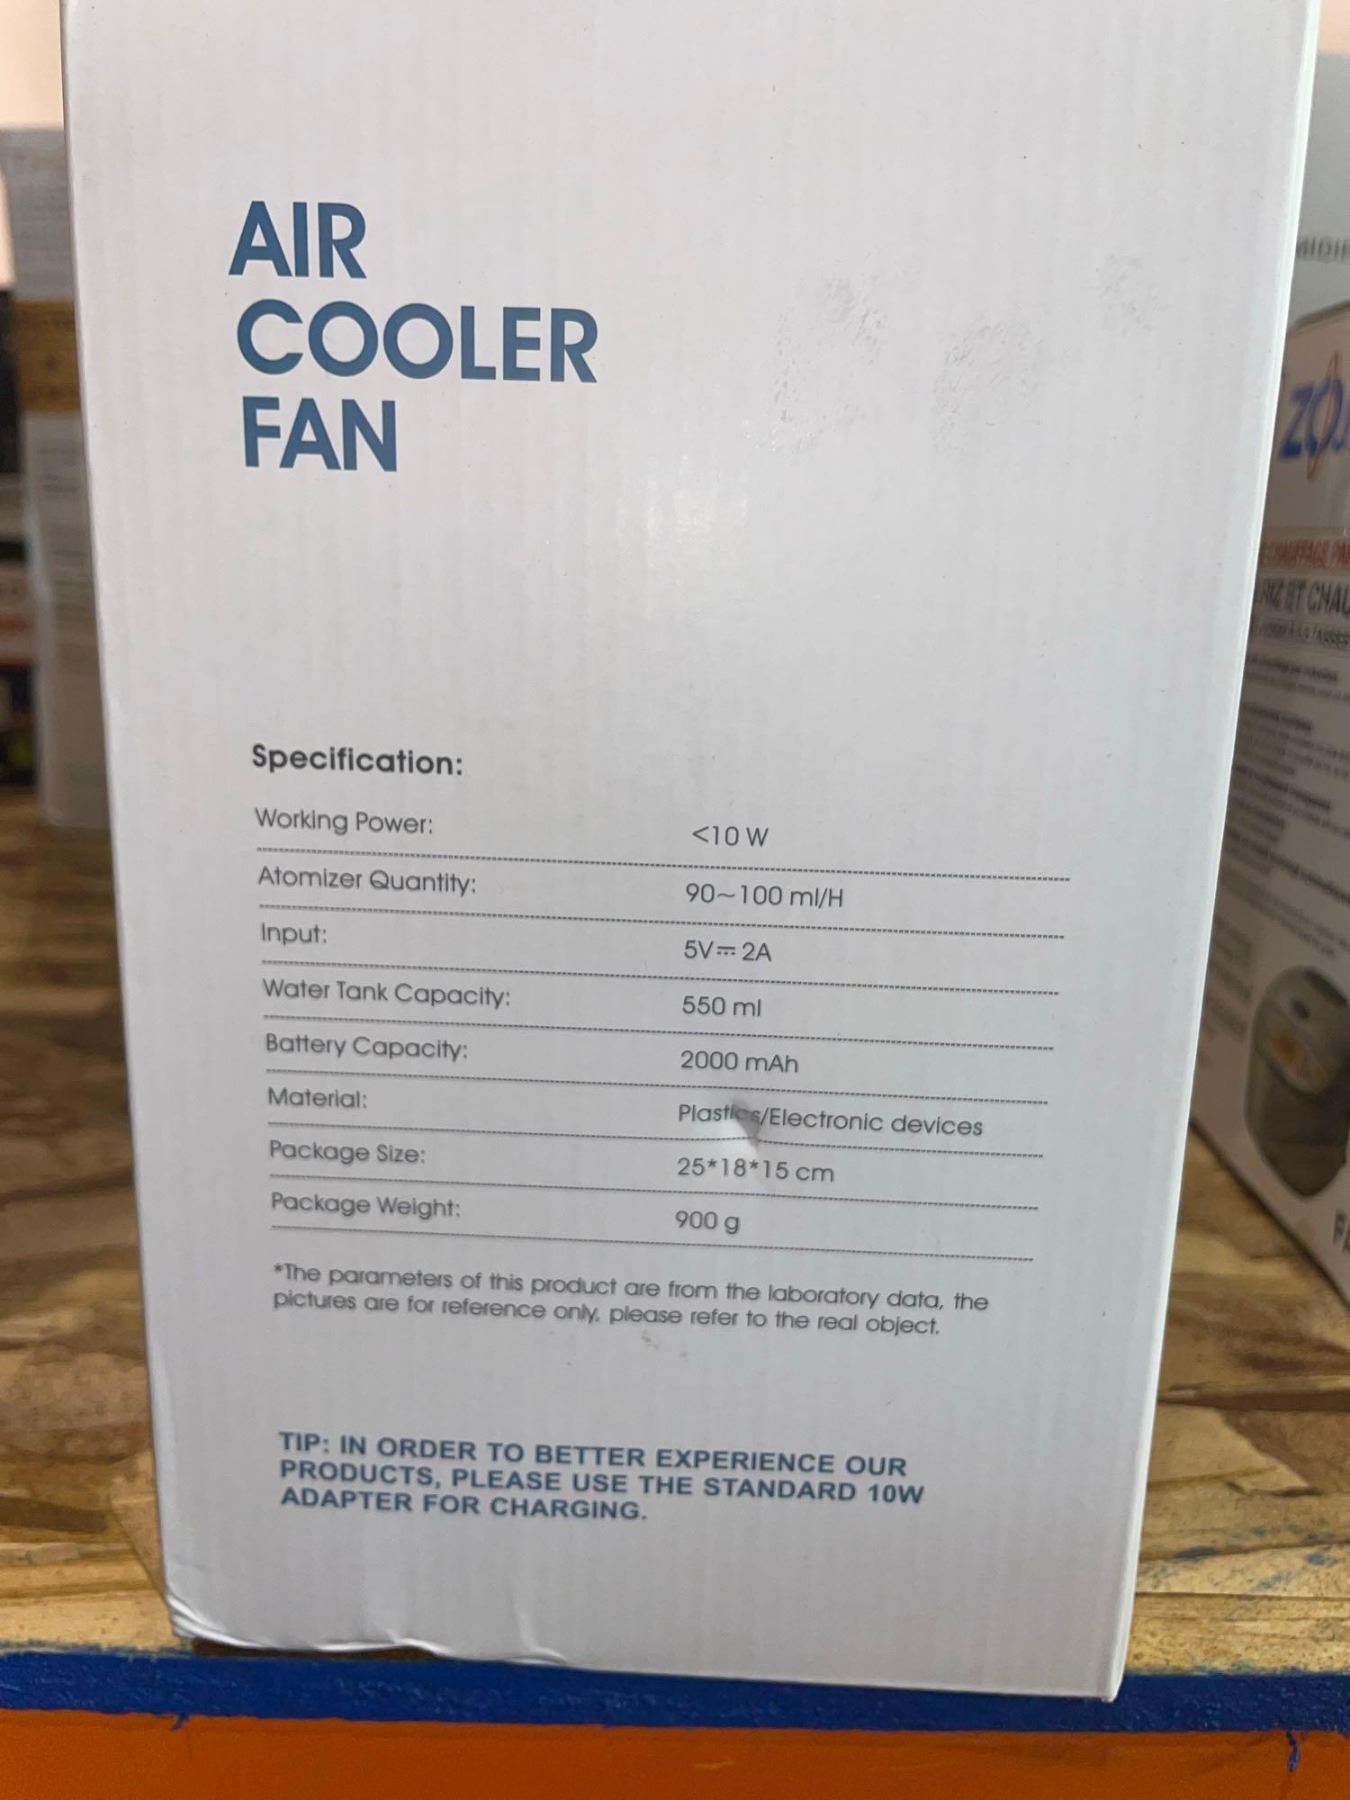 AIR
COOLER
FAN
Specification:
Working Power: <10 W
Atomizer Quantity: 90~100 ml/H
Input: 5V⎓2A
Water Tank Capacity: 550 ml
Battery Capacity: 2000 mAh
Material: Plastics/Electronic devices
Package Size: 25*18*15 cm
Package Weight: 900 g
*The parameters of this product are from the laboratory data, the
pictures are for reference only, please refer to the real object.
TIP: IN ORDER TO BETTER EXPERIENCE OUR
PRODUCTS, PLEASE USE THE STANDARD 10W
ADAPTER FOR CHARGING.
ET